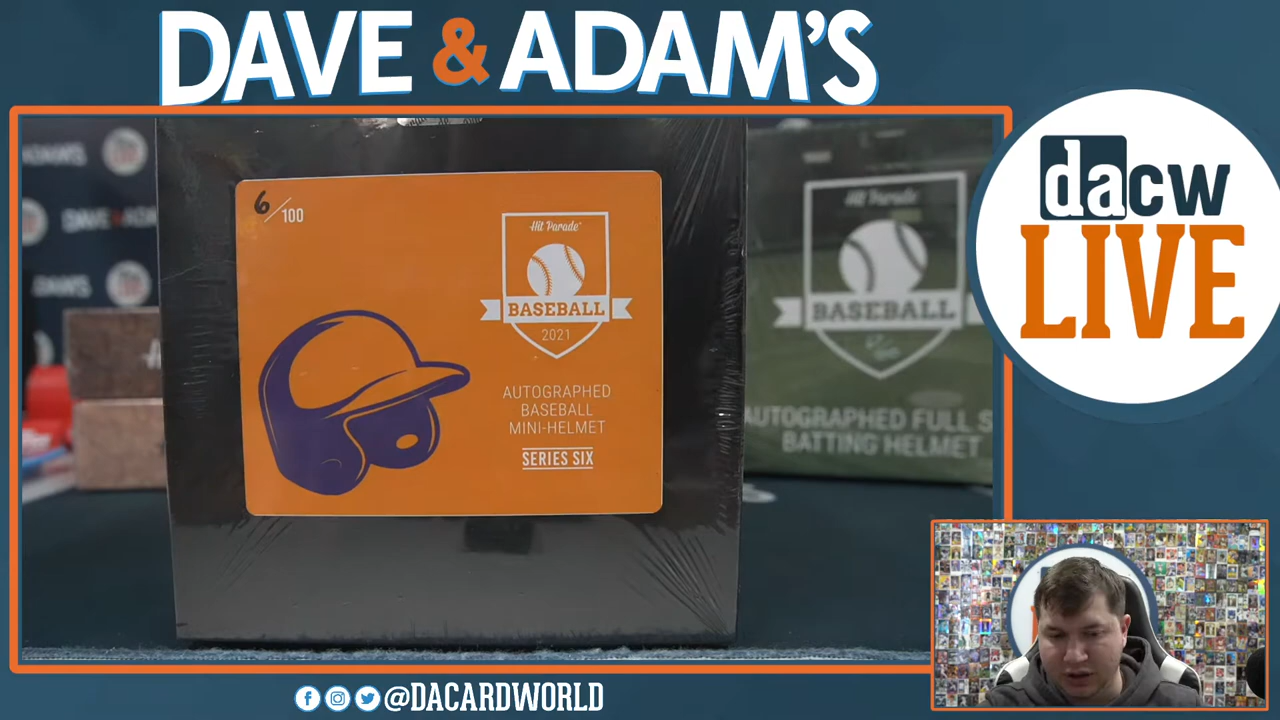 DAVE & ADAM'S
6/100
Hit Parade™
BASEBALL
2021
AUTOGRAPHED
BASEBALL
MINI-HELMET
SERIES SIX
Hit Parade
BASEBALL
AUTOGRAPHED FULL S
BATTING HELMET
dacw
LIVE
@DACARDWORLD